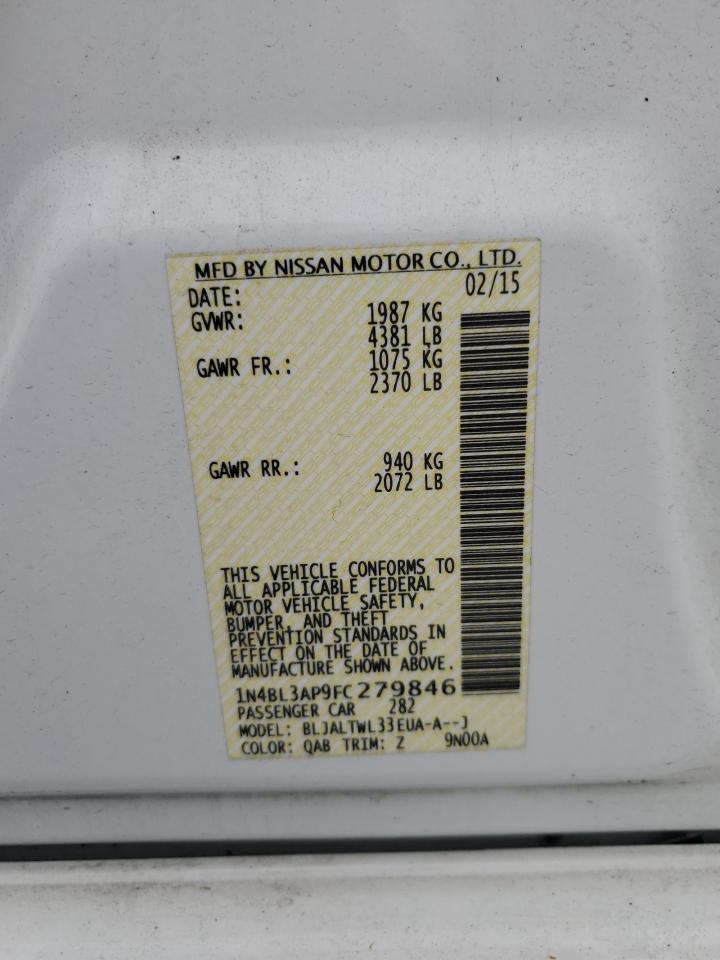 MFD BY NISSAN MOTOR CO., LTD.
DATE: 02/15
GVWR: 1987 KG
4381 LB
GAWR FR.: 1075 KG
2370 LB
GAWR RR.: 940 KG
2072 LB
THIS VEHICLE CONFORMS TO
ALL APPLICABLE FEDERAL
MOTOR VEHICLE SAFETY,
BUMPER, AND THEFT
PREVENTION STANDARDS IN
EFFECT ON THE DATE OF
MANUFACTURE SHOWN ABOVE.
1N4BL3AP9FC279846
PASSENGER CAR 282
MODEL: BLJALTWL33EUA-A--J
COLOR: QAB TRIM: Z 9N00A